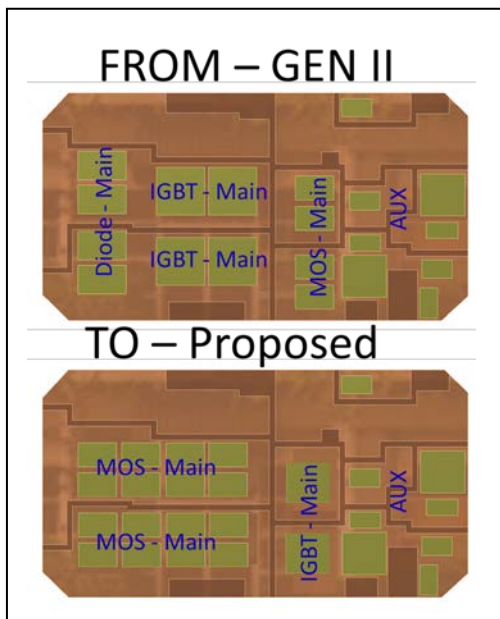 FROM – GEN II
Diode - Main
IGBT - Main
IGBT - Main
MOS - Main
AUX
TO – Proposed
MOS - Main
MOS - Main
IGBT - Main
AUX